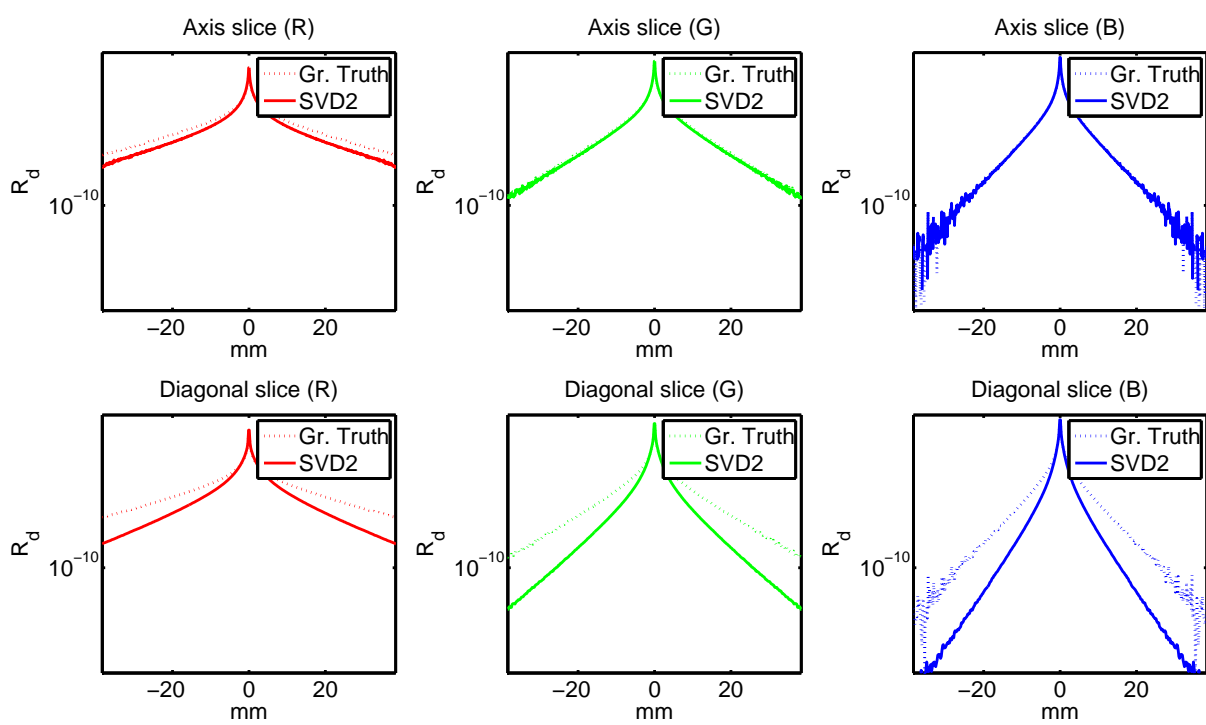 Axis slice (R)
Gr. Truth
SVD2
R_d
10^{-10}
−20 0 20
mm
Axis slice (G)
Gr. Truth
SVD2
R_d
10^{-10}
−20 0 20
mm
Axis slice (B)
Gr. Truth
SVD2
R_d
10^{-10}
−20 0 20
mm
Diagonal slice (R)
Gr. Truth
SVD2
R_d
10^{-10}
−20 0 20
mm
Diagonal slice (G)
Gr. Truth
SVD2
R_d
10^{-10}
−20 0 20
mm
Diagonal slice (B)
Gr. Truth
SVD2
R_d
10^{-10}
−20 0 20
mm